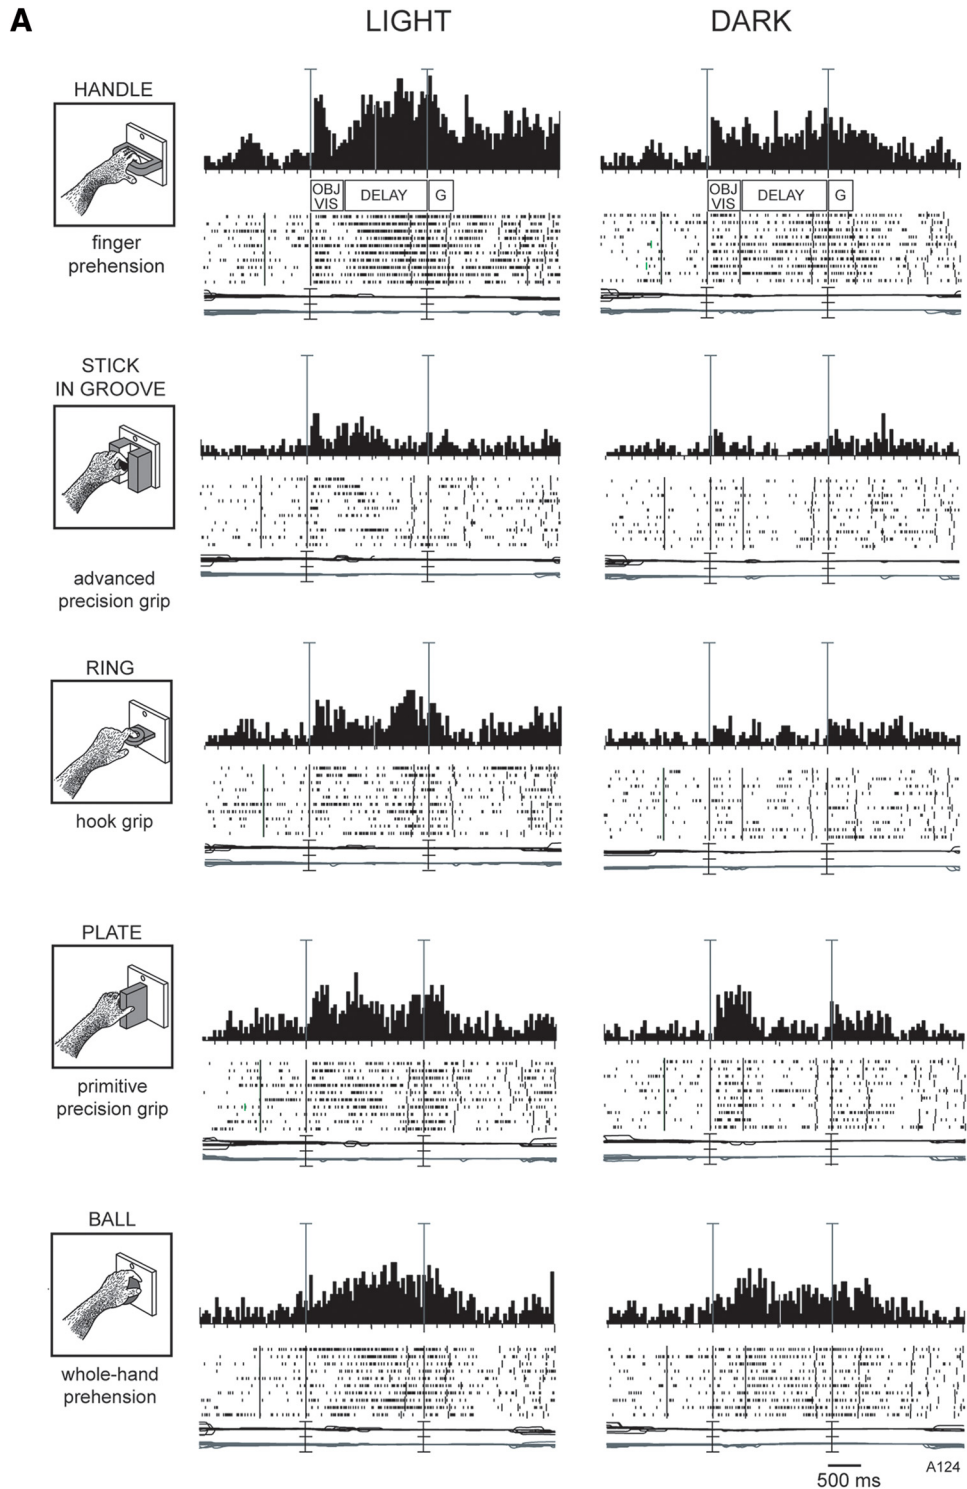 A
LIGHT
DARK
HANDLE
finger
prehension
OBJ
VIS
DELAY
G
OBJ
VIS
DELAY
G
STICK
IN GROOVE
advanced
precision grip
RING
hook grip
PLATE
primitive
precision grip
BALL
whole-hand
prehension
A124
500 ms